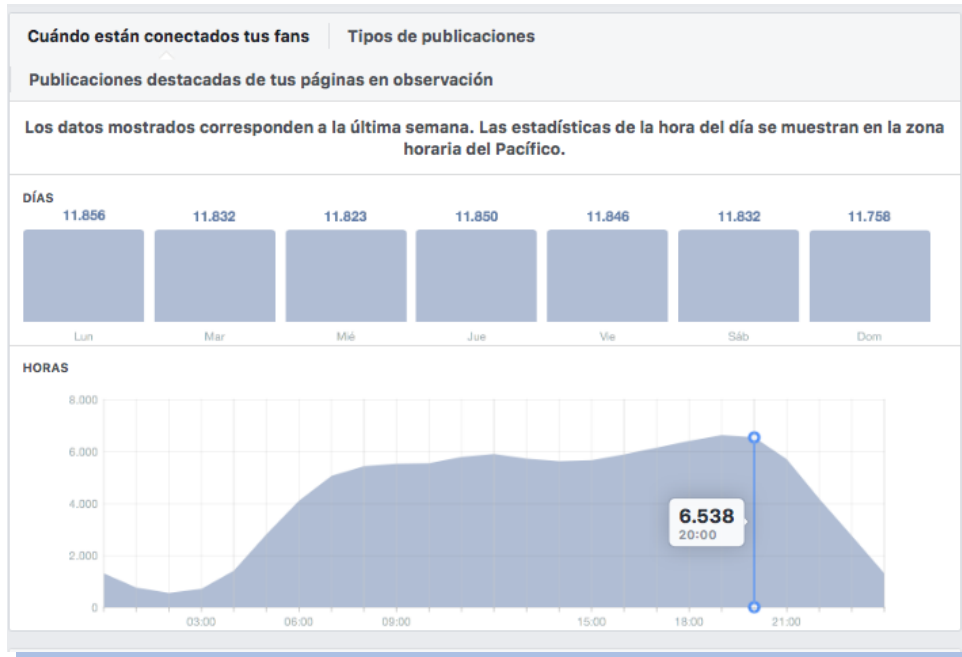 Cuándo están conectados tus fans
Tipos de publicaciones
Publicaciones destacadas de tus páginas en observación
Los datos mostrados corresponden a la última semana. Las estadísticas de la hora del día se muestran en la zona
horaria del Pacífico.
DÍAS
11.856 11.832 11.823 11.850 11.846 11.832 11.758
Lun Mar Mié Jue Vie Sáb Dom
HORAS
8.000
6.000
4.000
2.000
0
6.538
20:00
03:00 06:00 09:00 15:00 18:00 21:00